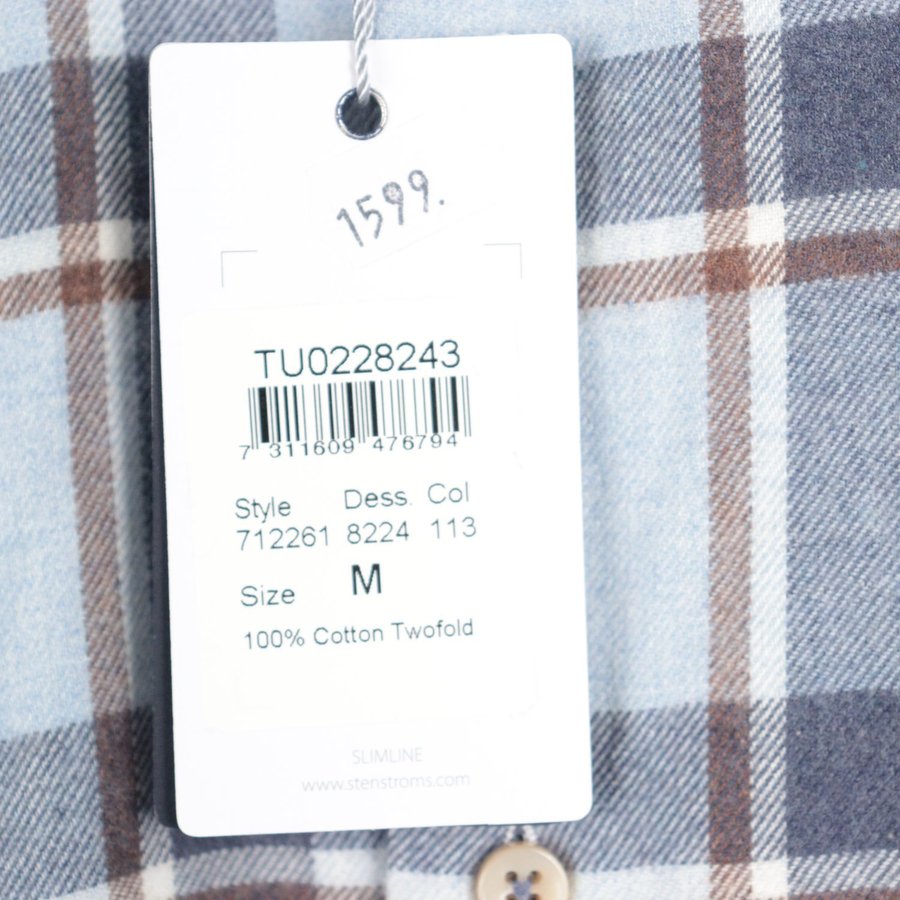 1599.
TU0228243
7 311609 476794
Style Dess. Col
712261 8224 113
Size M
100% Cotton Twofold
SLIMLINE
www.stenstroms.com